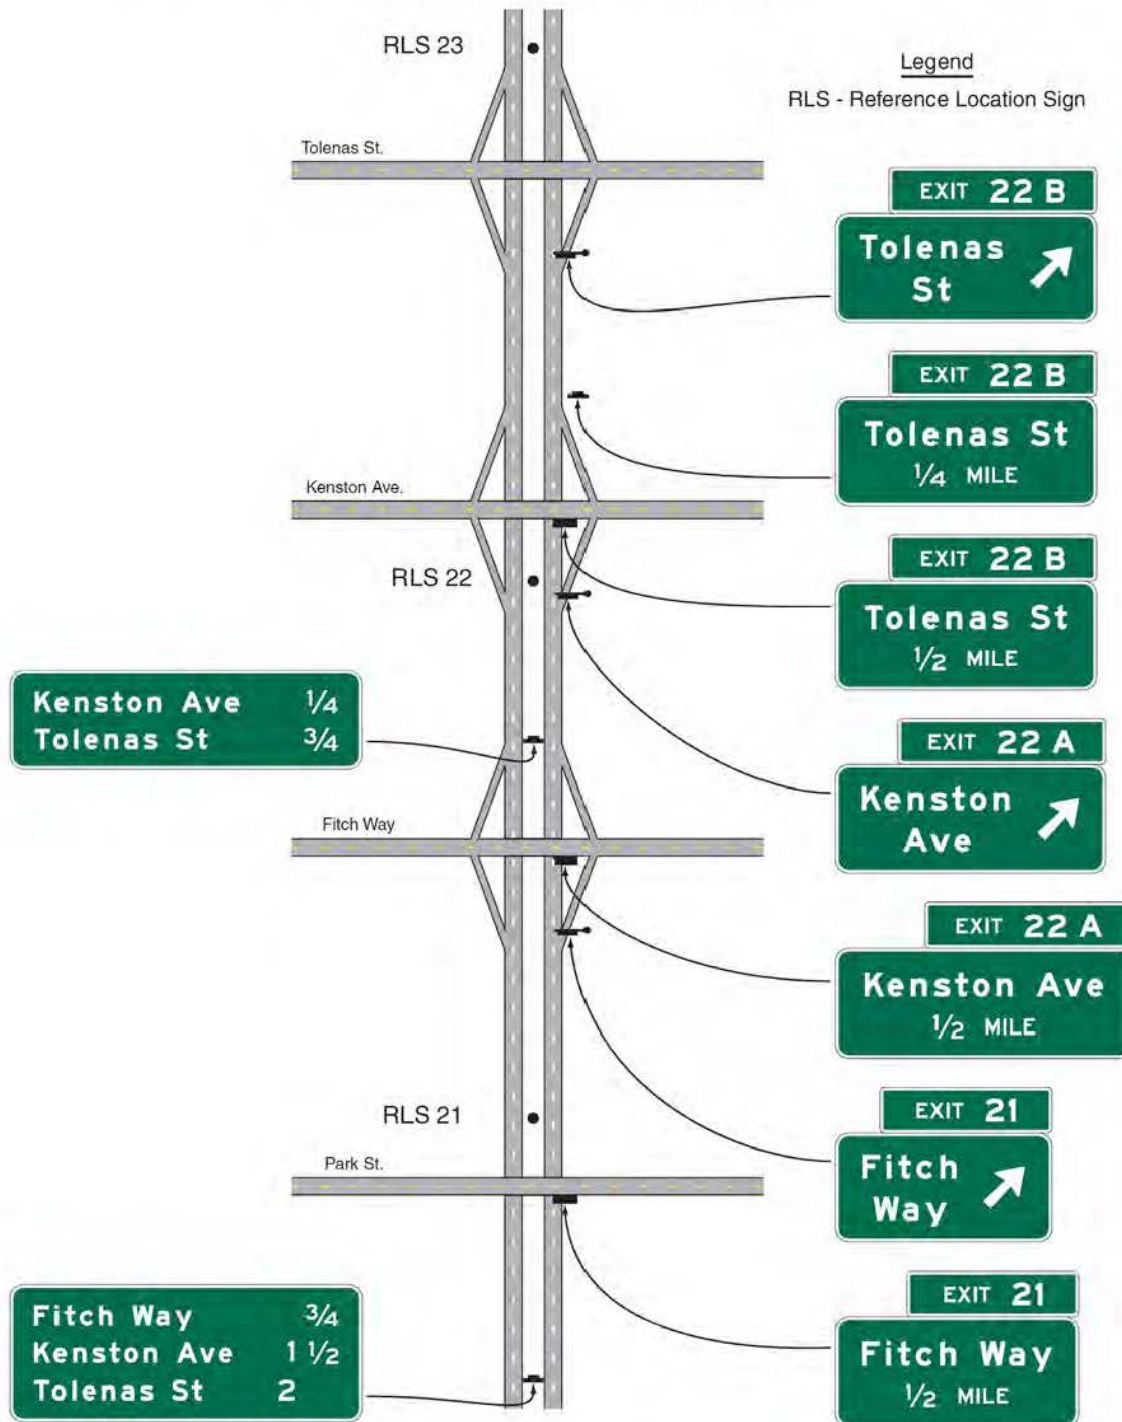 RLS 23
Legend
RLS - Reference Location Sign
Tolenas St.
EXIT 22 B
Tolenas
St
EXIT 22 B
Tolenas St
1/4 MILE
Kenston Ave.
EXIT 22 B
Tolenas St
1/2 MILE
RLS 22
Kenston Ave 1/4
Tolenas St 3/4
EXIT 22 A
Kenston
Ave
Fitch Way
EXIT 22 A
Kenston Ave
1/2 MILE
RLS 21
EXIT 21
Fitch
Way
Park St.
EXIT 21
Fitch Way
1/2 MILE
Fitch Way 3/4
Kenston Ave 1 1/2
Tolenas St 2